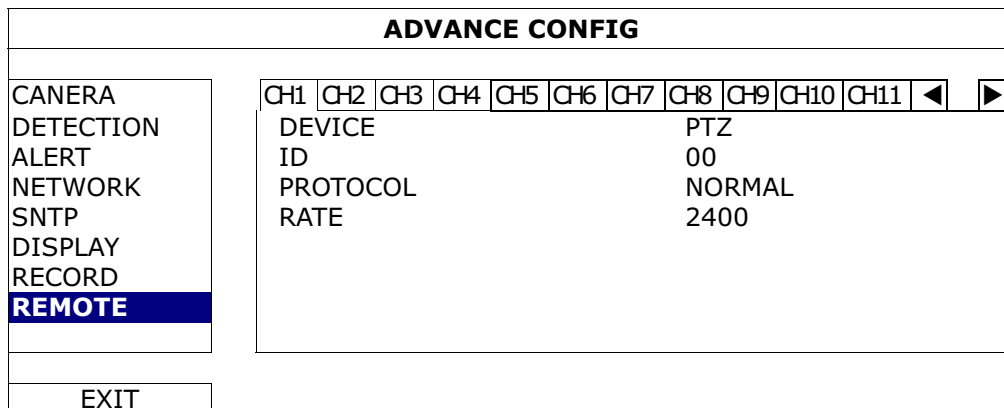 ADVANCE CONFIG
CANERA
DETECTION
ALERT
NETWORK
SNTP
DISPLAY
RECORD
REMOTE
EXIT
CH1 CH2 CH3 CH4 CH5 CH6 CH7 CH8 CH9 CH10 CH11 ◀ ▶
DEVICE PTZ
ID 00
PROTOCOL NORMAL
RATE 2400